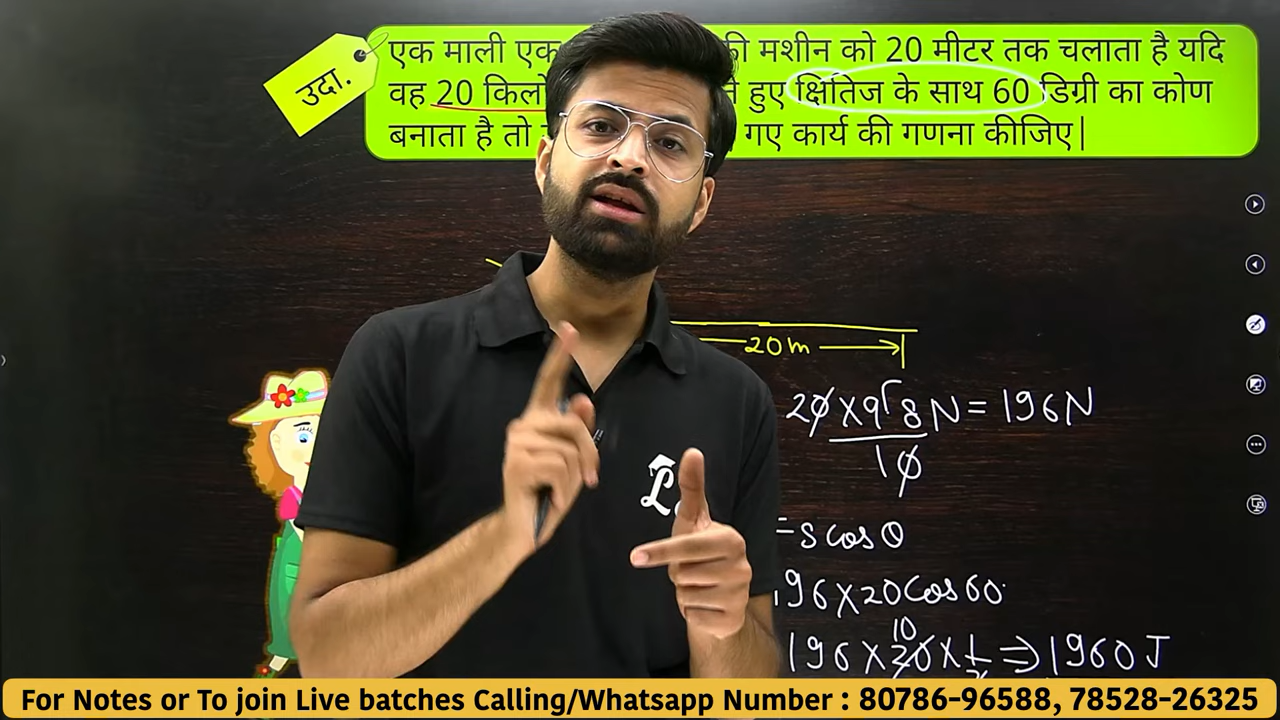 उदा.
एक माली एक की मशीन को 20 मीटर तक चलाता है यदि
वह 20 हुए क्षितिज के साथ 60 डिग्री का कोण
बनाता है तो गए कार्य की गणना कीजिए|
20m
20 X 9.8 N = 196 N
10
= s cos θ
196 X 20 Cos 60
10
196 X 20 X 1 ⇒ 1960 J
For Notes or To join Live batches Calling/Whatsapp Number : 80786-96588, 78528-26325